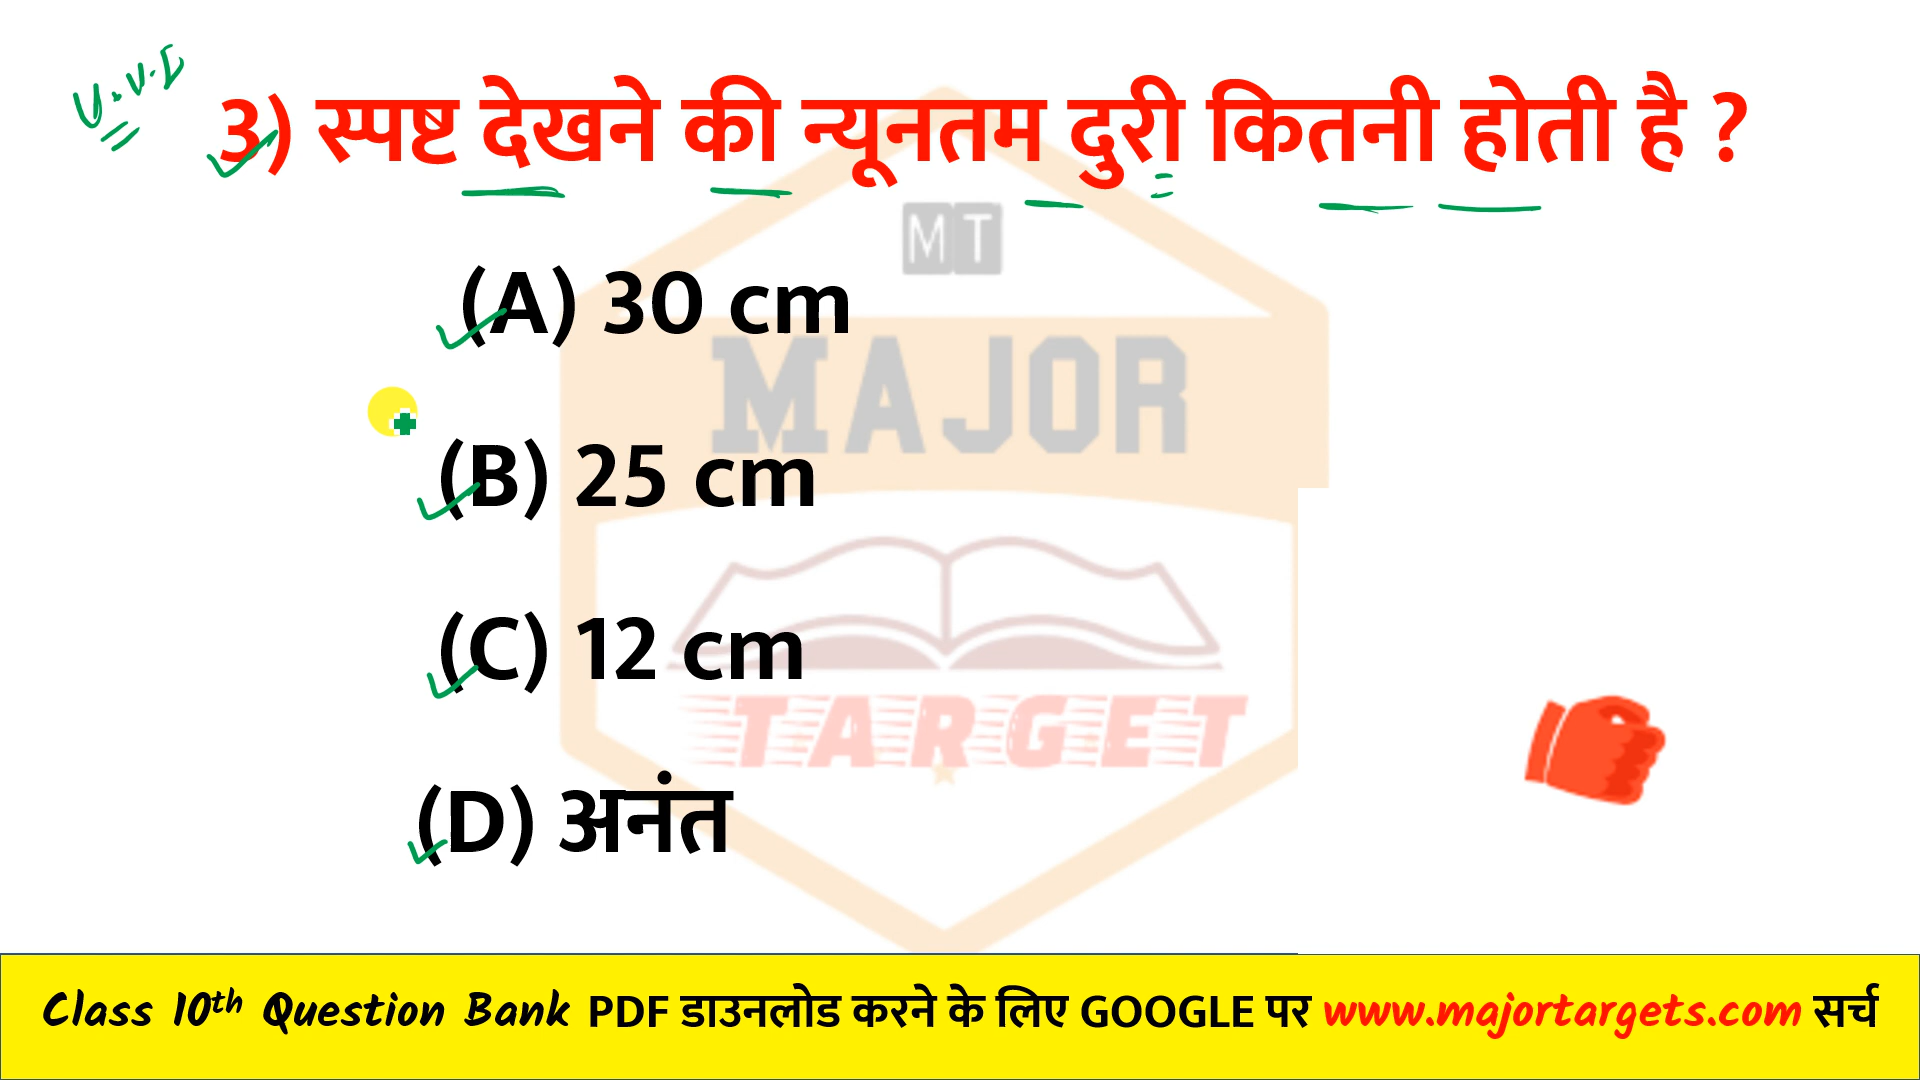 V.V.I
3) स्पष्ट देखने की न्यूनतम दुरी कितनी होती है ?
MT
(A) 30 cm
MAJOR
(B) 25 cm
(C) 12 cm
TARGET
(D) अनंत
Class 10th Question Bank PDF डाउनलोड करने के लिए GOOGLE पर www.majortargets.com सर्च